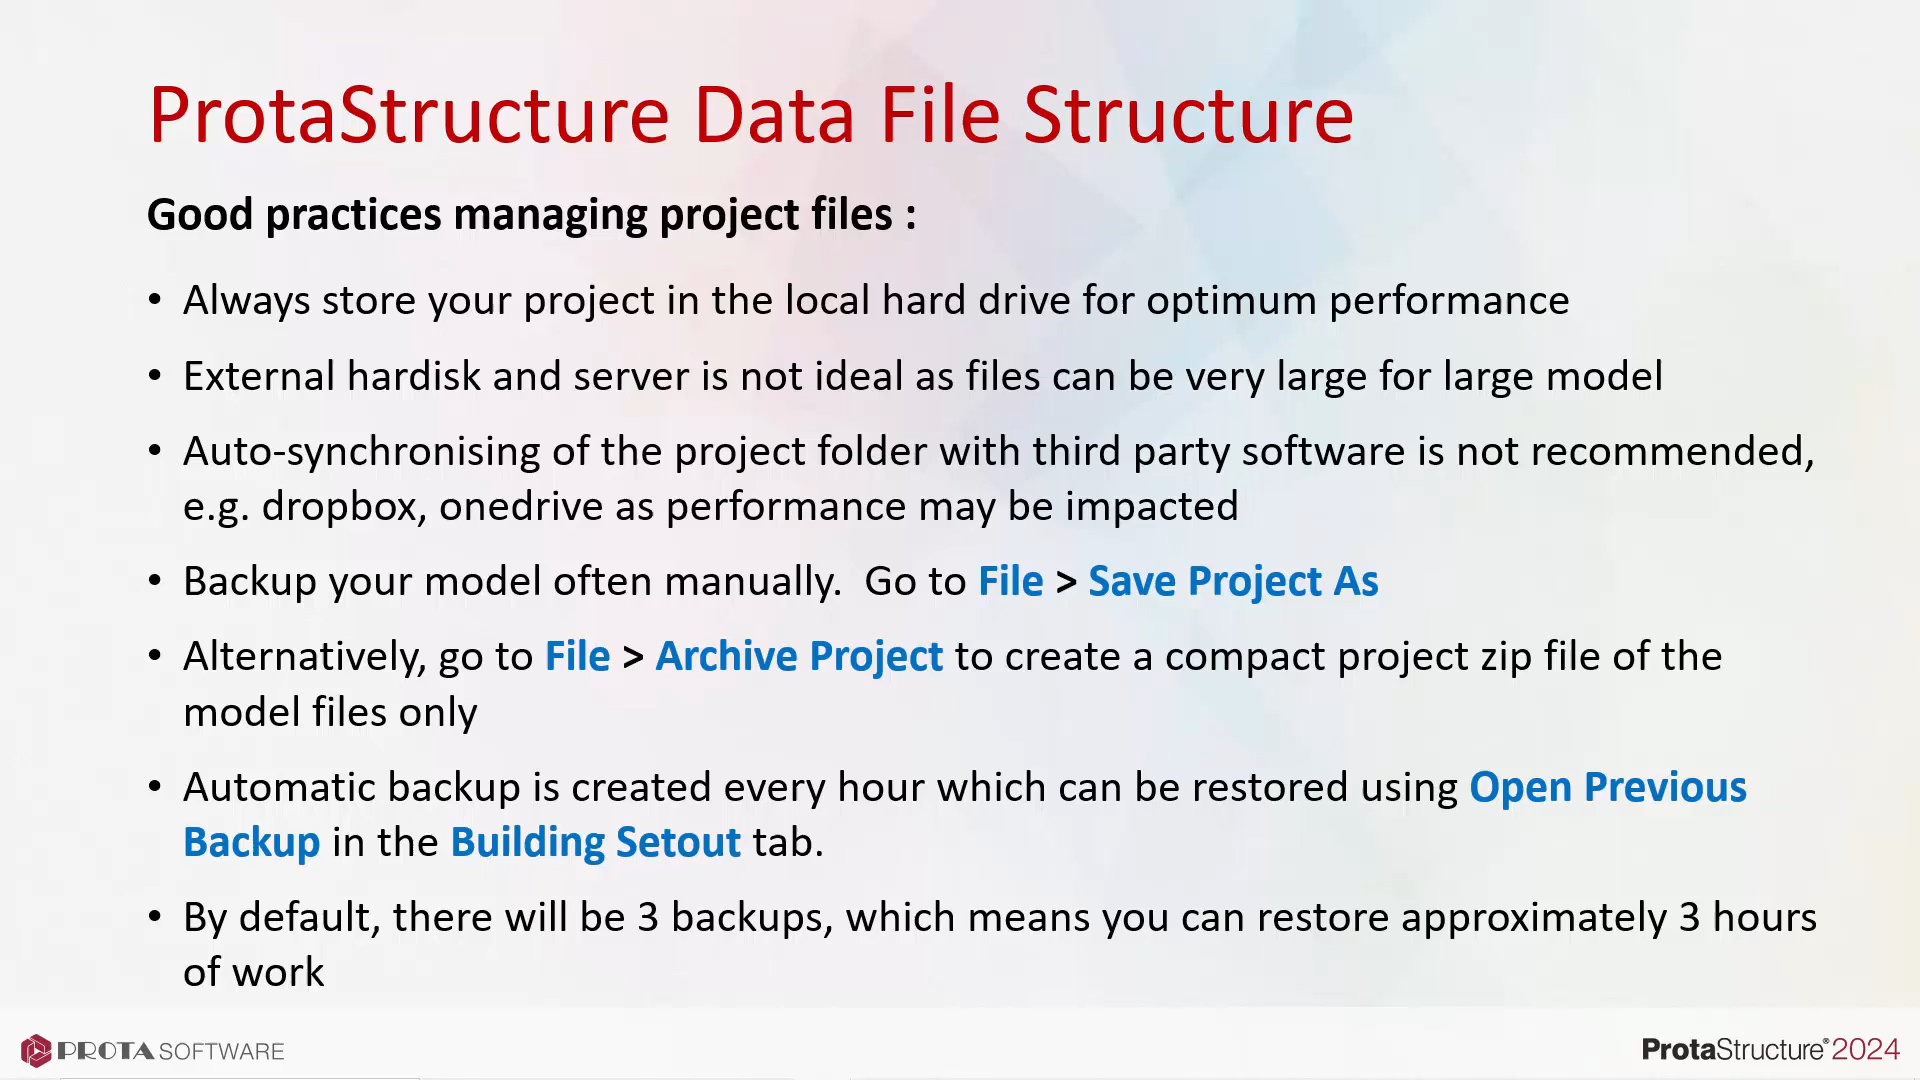 ProtaStructure Data File Structure
Good practices managing project files :
• Always store your project in the local hard drive for optimum performance
• External hardisk and server is not ideal as files can be very large for large model
• Auto-synchronising of the project folder with third party software is not recommended,
e.g. dropbox, onedrive as performance may be impacted
• Backup your model often manually.  Go to File > Save Project As
• Alternatively, go to File > Archive Project to create a compact project zip file of the
model files only
• Automatic backup is created every hour which can be restored using Open Previous
Backup in the Building Setout tab.
• By default, there will be 3 backups, which means you can restore approximately 3 hours
of work
PROTA SOFTWARE
ProtaStructure® 2024